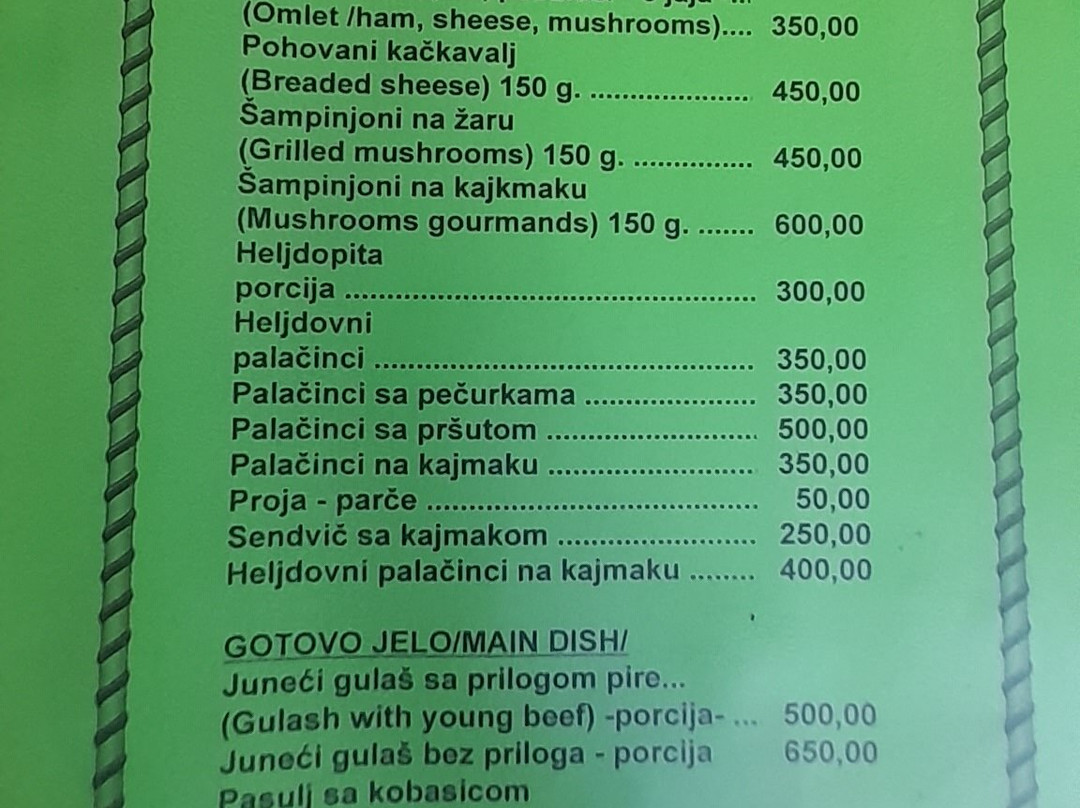 (Omlet /ham, sheese, mushrooms).... 350,00
Pohovani kačkavalj
(Breaded sheese) 150 g. ..................... 450,00
Šampinjoni na žaru
(Grilled mushrooms) 150 g. ............... 450,00
Šampinjoni na kajkmaku
(Mushrooms gourmands) 150 g. ....... 600,00
Heljdopita
porcija ...................................................... 300,00
Heljdovni
palačinci ................................................. 350,00
Palačinci sa pečurkama ...................... 350,00
Palačinci sa pršutom ........................... 500,00
Palačinci na kajmaku ........................... 350,00
Proja - parče ........................................... 50,00
Sendvič sa kajmakom ......................... 250,00
Heljdovni palačinci na kajmaku ........ 400,00
GOTOVO JELO/MAIN DISH/
Juneći gulaš sa prilogom pire...
(Gulash with young beef) -porcija- ... 500,00
Juneći gulaš bez priloga - porcija 650,00
Pasulj sa kobasicom